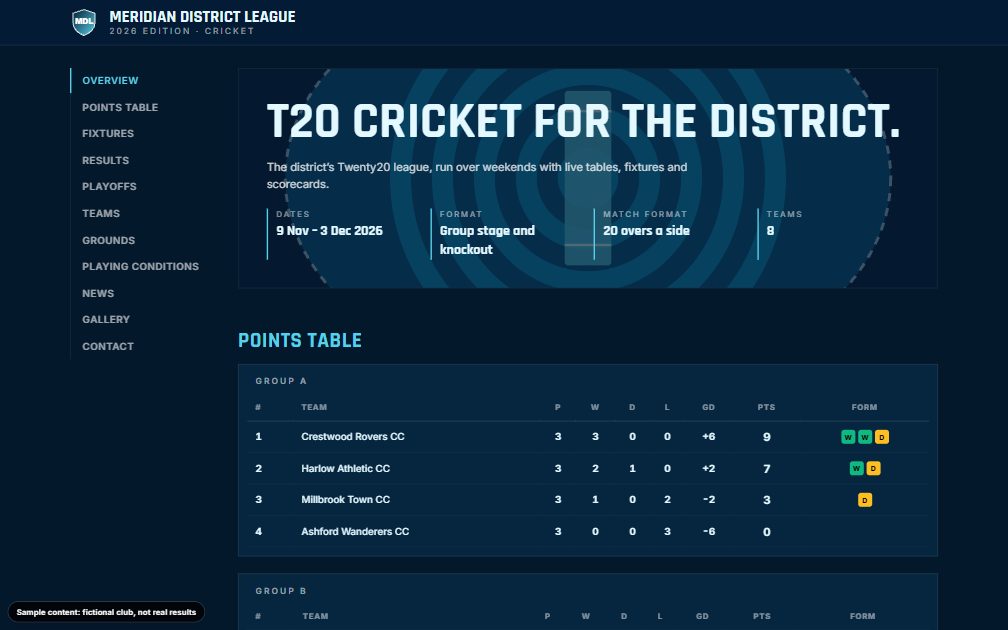 MDL
MERIDIAN DISTRICT LEAGUE
2026 EDITION · CRICKET
OVERVIEW
POINTS TABLE
FIXTURES
RESULTS
PLAYOFFS
TEAMS
GROUNDS
PLAYING CONDITIONS
NEWS
GALLERY
CONTACT
T20 CRICKET FOR THE DISTRICT.
The district's Twenty20 league, run over weekends with live tables, fixtures and
scorecards.
DATES FORMAT MATCH FORMAT TEAMS
9 Nov – 3 Dec 2026 Group stage and 20 overs a side 8
knockout
POINTS TABLE
GROUP A
# TEAM P W D L GD PTS FORM
1 Crestwood Rovers CC 3 3 0 0 +6 9 W W D
2 Harlow Athletic CC 3 2 1 0 +2 7 W D
3 Millbrook Town CC 3 1 0 2 -2 3 D
4 Ashford Wanderers CC 3 0 0 3 -6 0
GROUP B
# TEAM P W D L GD PTS FORM
Sample content: fictional club, not real results